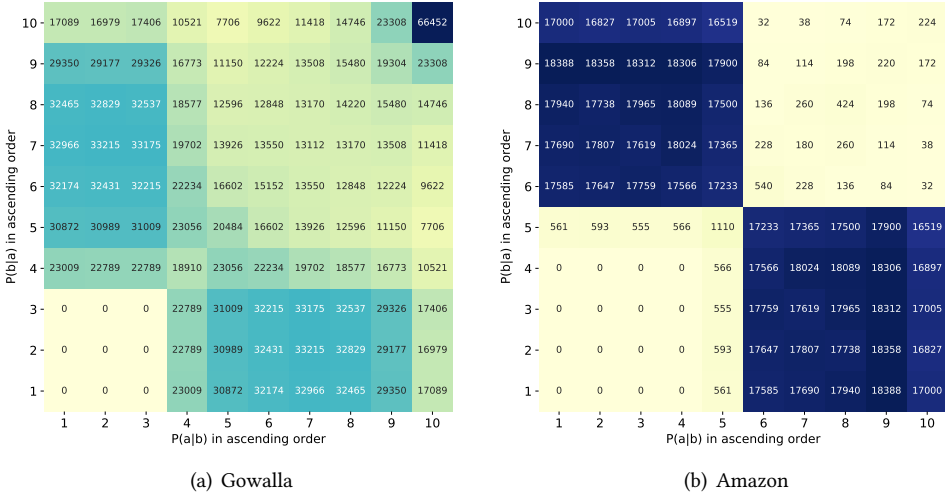 P(b|a) in ascending order
10 17089 16979 17406 10521 7706 9622 11418 14746 23308 66452
9 29350 29177 29326 16773 11150 12224 13508 15480 19304 23308
8 32465 32829 32537 18577 12596 12848 13170 14220 15480 14746
7 32966 33215 33175 19702 13926 13550 13112 13170 13508 11418
6 32174 32431 32215 22234 16602 15152 13550 12848 12224 9622
5 30872 30989 31009 23056 20484 16602 13926 12596 11150 7706
4 23009 22789 22789 18910 23056 22234 19702 18577 16773 10521
3 0 0 0 22789 31009 32215 33175 32537 29326 17406
2 0 0 0 22789 30989 32431 33215 32829 29177 16979
1 0 0 0 23009 30872 32174 32966 32465 29350 17089
1 2 3 4 5 6 7 8 9 10
P(a|b) in ascending order
(a) Gowalla
P(b|a) in ascending order
10 17000 16827 17005 16897 16519 32 38 74 172 224
9 18388 18358 18312 18306 17900 84 114 198 220 172
8 17940 17738 17965 18089 17500 136 260 424 198 74
7 17690 17807 17619 18024 17365 228 180 260 114 38
6 17585 17647 17759 17566 17233 540 228 136 84 32
5 561 593 555 566 1110 17233 17365 17500 17900 16519
4 0 0 0 0 566 17566 18024 18089 18306 16897
3 0 0 0 0 555 17759 17619 17965 18312 17005
2 0 0 0 0 593 17647 17807 17738 18358 16827
1 0 0 0 0 561 17585 17690 17940 18388 17000
1 2 3 4 5 6 7 8 9 10
P(a|b) in ascending order
(b) Amazon